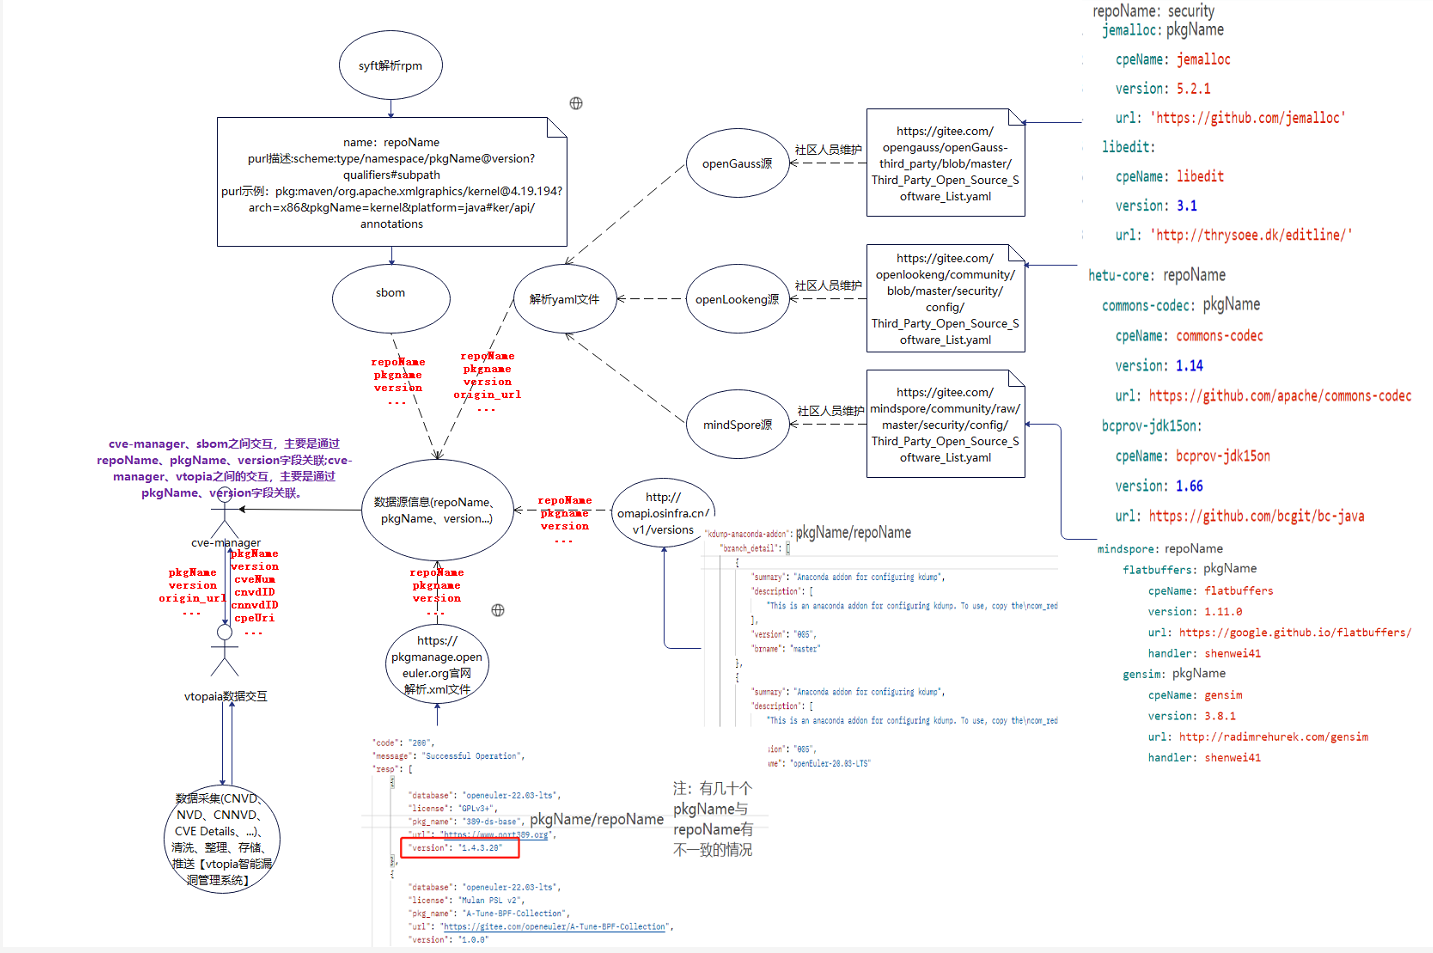 syft解析rpm
name：repoName
purl描述:scheme:type/namespace/pkgName@version?
qualifiers#subpath
purl示例：pkg:maven/org.apache.xmlgraphics/kernel@4.19.194?
arch=x86&pkgName=kernel&platform=java#ker/api/
annotations
sbom
解析yaml文件
openGauss源
openLookeng源
mindSpore源
社区人员维护
社区人员维护
社区人员维护
https://gitee.com/
opengauss/openGauss-
third_party/blob/master/
Third_Party_Open_Source_S
oftware_List.yaml
https://gitee.com/
openlookeng/community/
blob/master/security/
config/
Third_Party_Open_Source_S
oftware_List.yaml
https://gitee.com/
mindspore/community/raw/
master/security/config/
Third_Party_Open_Source_S
oftware_List.yaml
repoName：security
jemalloc: pkgName
cpeName: jemalloc
version: 5.2.1
url: 'https://github.com/jemalloc'
libedit:
cpeName: libedit
version: 3.1
url: 'http://thrysoee.dk/editline/'
hetu-core: repoName
commons-codec: pkgName
cpeName: commons-codec
version: 1.14
url: https://github.com/apache/commons-codec
bcprov-jdk15on:
cpeName: bcprov-jdk15on
version: 1.66
url: https://github.com/bcgit/bc-java
mindspore: repoName
flatbuffers: pkgName
cpeName: flatbuffers
version: 1.11.0
url: https://google.github.io/flatbuffers/
handler: shenwei41
gensim: pkgName
cpeName: gensim
version: 3.8.1
url: http://radimrehurek.com/gensim
handler: shenwei41
repoName
pkgname
version
...
repoName
pkgname
version
origin_url
...
cve-manager、sbom之间交互，主要是通过
repoName、pkgName、version字段关联;cve-
manager、vtopia之间的交互，主要是通过
pkgName、version字段关联。
数据源信息(repoName、
pkgName、version...)
repoName
pkgname
version
...
http://
omapi.osinfra.cn/
v1/versions
cve-manager
pkgName
version
origin_url
...
pkgName
version
cveNum
cnvdID
cnnvdID
cpeUri
...
vtopaia数据交互
数据采集(CNVD、
NVD、CNNVD、
CVE Details、...)、
清洗、整理、存储、
推送【vtopia智能漏
洞管理系统】
repoName
pkgname
version
...
https://
pkgmanage.open
euler.org官网
解析.xml文件
"kdump-anaconda-addon": pkgName/repoName
"branch_detail": [
{
"summary": "Anaconda addon for configuring kdump",
"description": [
"This is an anaconda addon for configuring kdump. To use, copy the\ncom_red
],
"version": "005",
"brname": "master"
},
{
"summary": "Anaconda addon for configuring kdump",
"description": [
"This is an anaconda addon for configuring kdump. To use, copy the\ncom_red
sion": "005",
me": "openEuler-20.03-LTS"
"code": "200",
"message": "Successful Operation",
"resp": [
{
"database": "openeuler-22.03-lts",
"license": "GPLv3+",
"pkg_name": "389-ds-base", pkgName/repoName
"url": "https://www.port389.org",
"version": "1.4.3.20"
},
{
"database": "openeuler-22.03-lts",
"license": "Mulan PSL v2",
"pkg_name": "A-Tune-BPF-Collection",
"url": "https://gitee.com/openeuler/A-Tune-BPF-Collection",
"version": "1.0.0"
注：有几十个
pkgName与
repoName有
不一致的情况